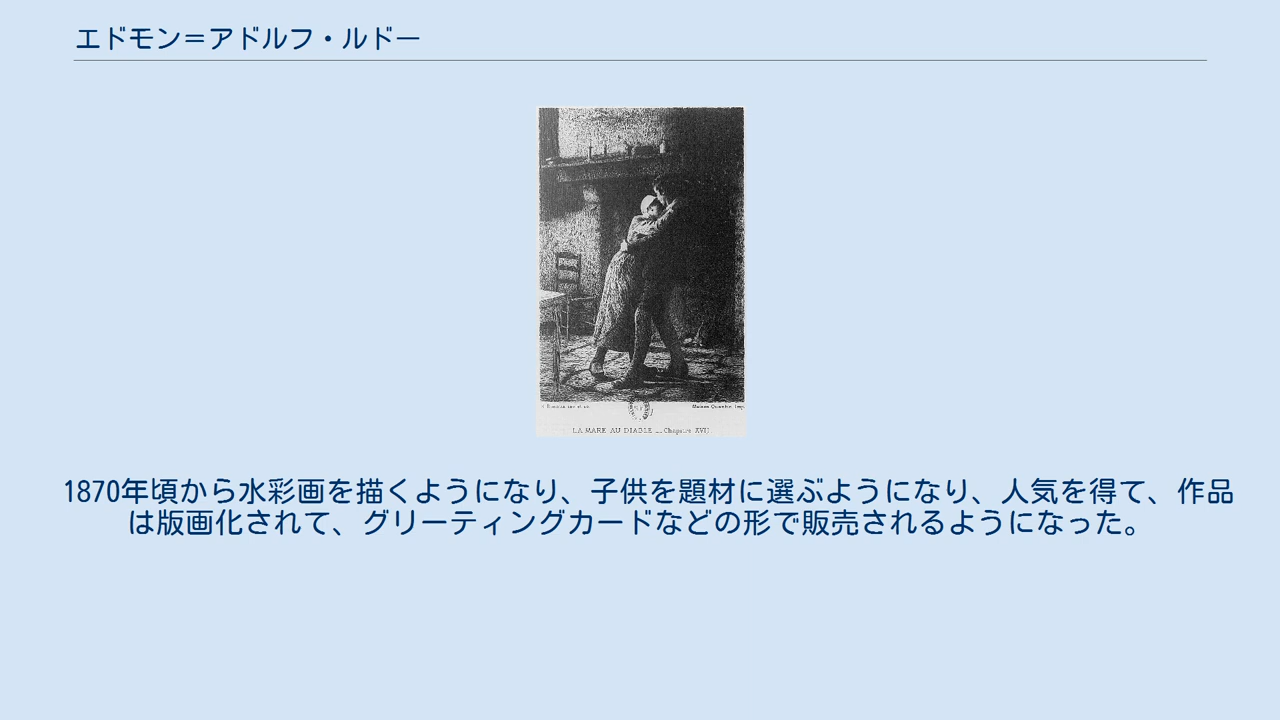 エドモン＝アドルフ・ルドー
Maison Quantin Imp.
LA MARE AU DIABLE _ Chapitre XVII.
1870年頃から水彩画を描くようになり、子供を題材に選ぶようになり、人気を得て、作品
は版画化されて、グリーティングカードなどの形で販売されるようになった。